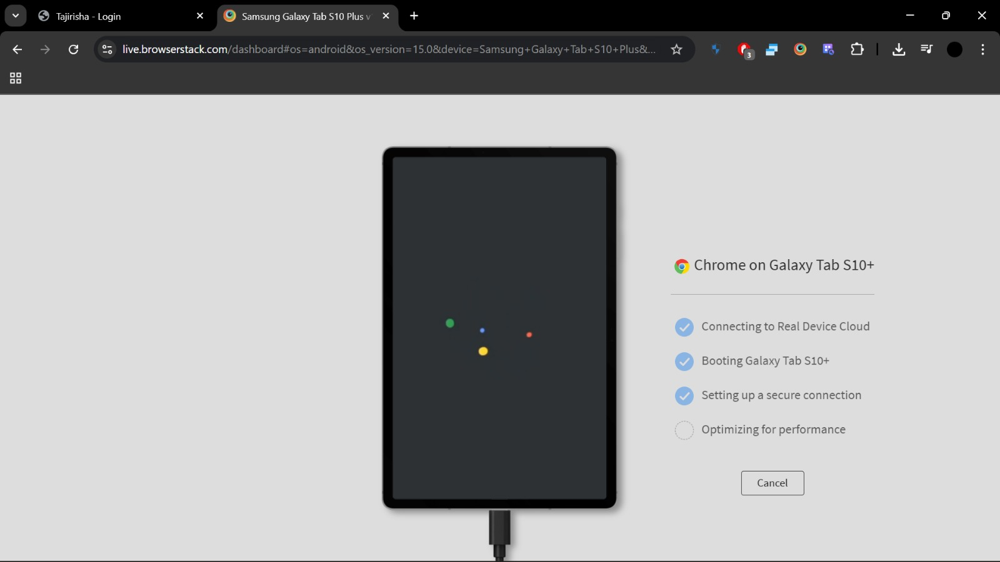 Tajirisha - Login
Samsung Galaxy Tab S10 Plus v
live.browserstack.com/dashboard#os=android&os_version=15.0&device=Samsung+Galaxy+Tab+S10+Plus&...
3
Chrome on Galaxy Tab S10+
Connecting to Real Device Cloud
Booting Galaxy Tab S10+
Setting up a secure connection
Optimizing for performance
Cancel